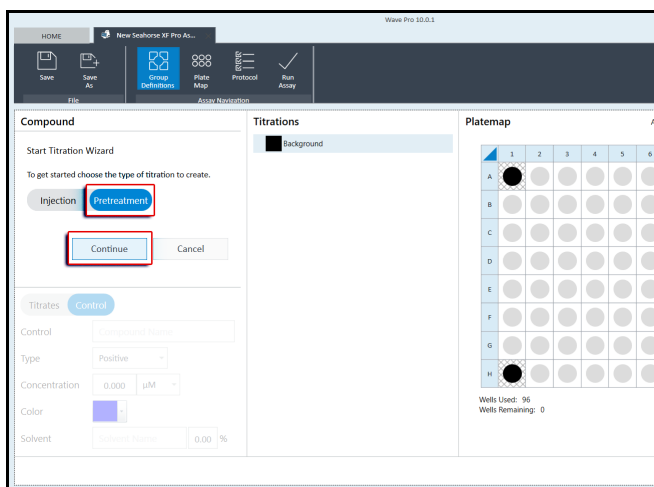 Wave Pro 10.0.1
HOME
New Seahorse XF Pro As...
Save
Save As
Group Definitions
Plate Map
Protocol
Run Assay
File
Assay Navigation
Compound
Titrations
Platemap
A
Start Titration Wizard
Background
To get started choose the type of titration to create.
Injection
Pretreatment
Continue
Cancel
1 2 3 4 5 6
A
B
C
D
E
F
G
H
Titrates
Control
Control
Compound Name
Type
Positive
Concentration
0.000
µM
Color
Solvent
Solvent Name
0.00 %
Wells Used: 96
Wells Remaining: 0